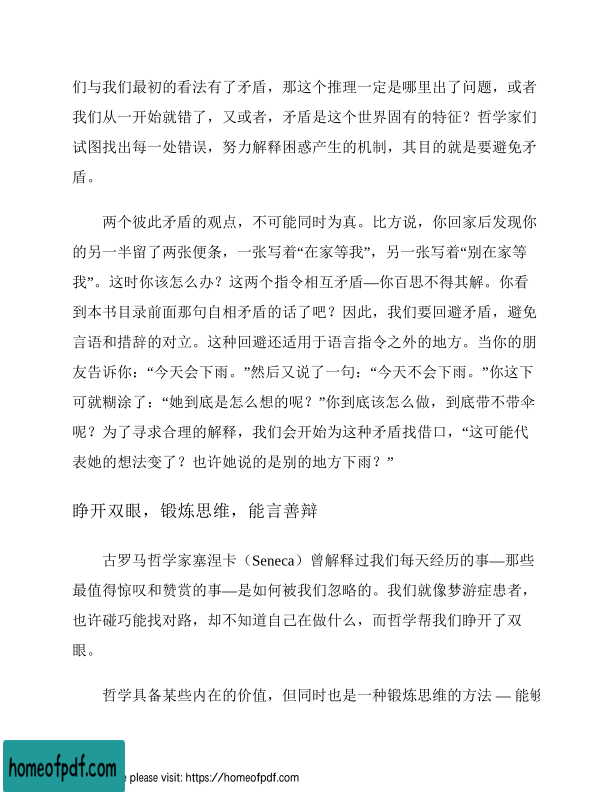 们与我们最初的看法有了矛盾，那这个推理一定是哪里出了问题，或者
我们从一开始就错了，又或者，矛盾是这个世界固有的特征？哲学家们
试图找出每一处错误，努力解释困惑产生的机制，其目的就是要避免矛
盾。
两个彼此矛盾的观点，不可能同时为真。比方说，你回家后发现你
的另一半留了两张便条，一张写着“在家等我”，另一张写着“别在家等
我”。这时你该怎么办？这两个指令相互矛盾—你百思不得其解。你看
到本书目录前面那句自相矛盾的话了吧？因此，我们要回避矛盾，避免
言语和措辞的对立。这种回避还适用于语言指令之外的地方。当你的朋
友告诉你：“今天会下雨。”然后又说了一句：“今天不会下雨。”你这下
可就糊涂了：“她到底是怎么想的呢？”你到底该怎么做，到底带不带伞
呢？为了寻求合理的解释，我们会开始为这种矛盾找借口，“这可能代
表她的想法变了？也许她说的是别的地方下雨？”
睁开双眼，锻炼思维，能言善辩
古罗马哲学家塞涅卡（Seneca）曾解释过我们每天经历的事—那些
最值得惊叹和赞赏的事—是如何被我们忽略的。我们就像梦游症患者，
也许碰巧能找对路，却不知道自己在做什么，而哲学帮我们睁开了双
眼。
哲学具备某些内在的价值，但同时也是一种锻炼思维的方法 — 能够
homeofpdf.com
e please visit: https://homeofpdf.com